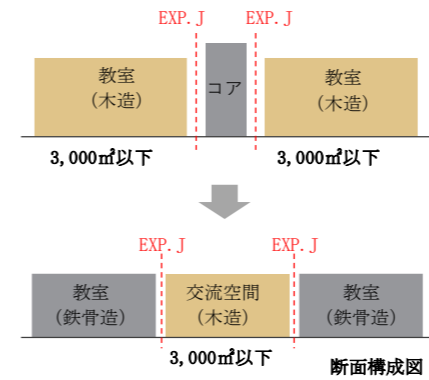 EXP.J EXP.J
教室
(木造)
コア
教室
(木造)
3,000㎡以下 3,000㎡以下
EXP.J EXP.J
教室
(鉄骨造)
交流空間
(木造)
教室
(鉄骨造)
3,000㎡以下
断面構成図